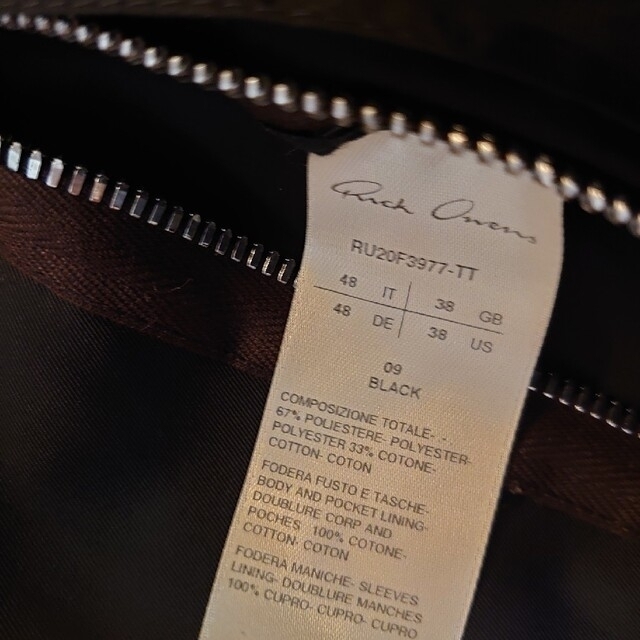 Rick Owens
RU20F3977-TT
48 IT 38 GB
48 DE 38 US
09
BLACK
COMPOSIZIONE TOTALE- -
67% POLIESTERE- POLYESTER-
POLYESTER 33% COTONE-
COTTON- COTON
FODERA FUSTO E TASCHE-
BODY AND POCKET LINING-
DOUBLURE CORP AND
POCHES 100% COTONE-
COTTON- COTON
FODERA MANICHE- SLEEVES
LINING- DOUBLURE MANCHES
100% CUPRO- CUPRO- CUPRO